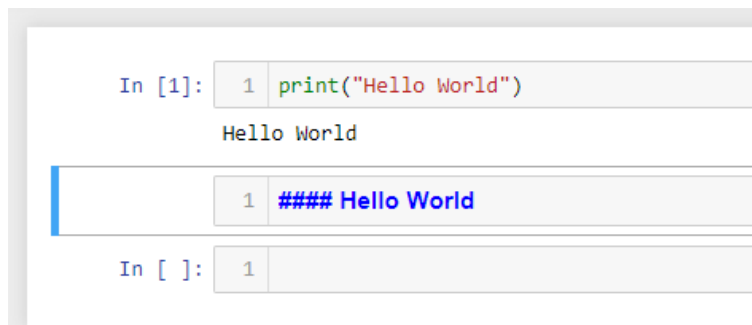 In [1]: 1 print("Hello World")
Hello World
1 #### Hello World
In [ ]: 1